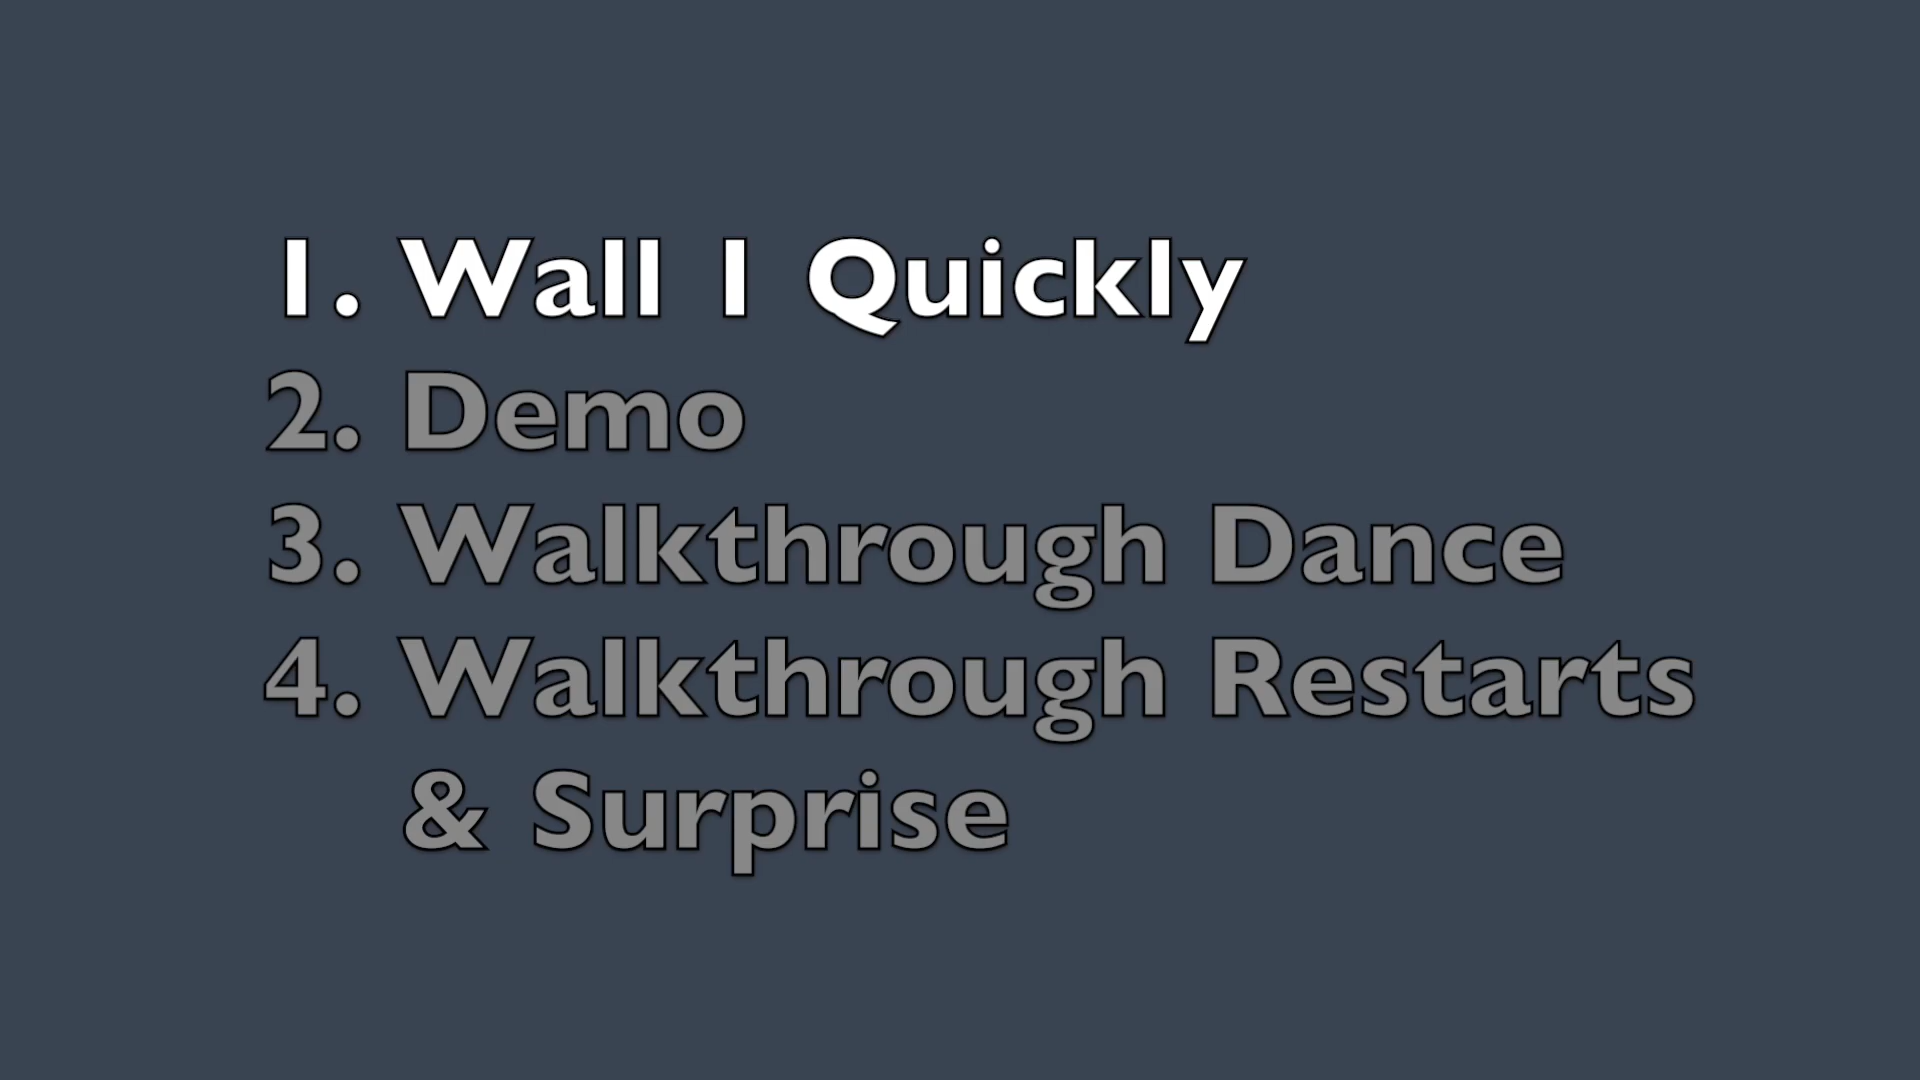 1. Wall 1 Quickly
2. Demo
3. Walkthrough Dance
4. Walkthrough Restarts
& Surprise